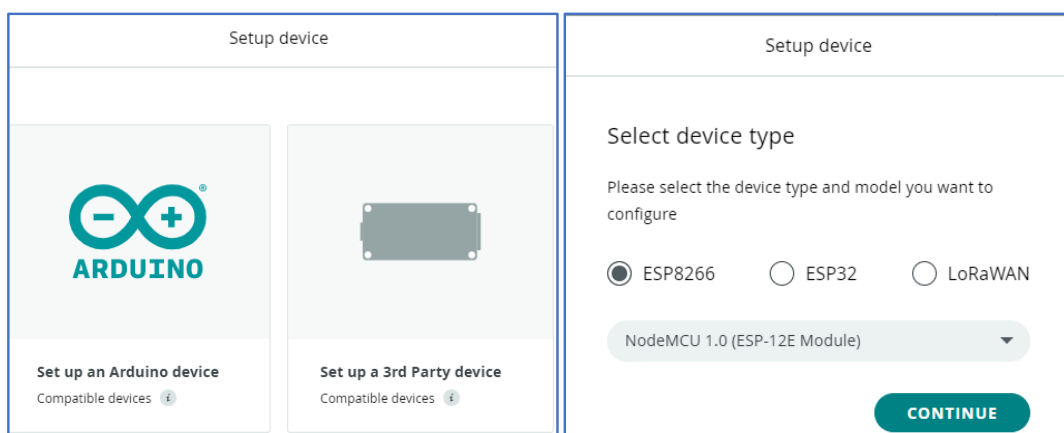 Setup device
ARDUINO
Set up an Arduino device
Compatible devices i
Set up a 3rd Party device
Compatible devices i
Setup device
Select device type
Please select the device type and model you want to
configure
ESP8266
ESP32
LoRaWAN
NodeMCU 1.0 (ESP-12E Module)
CONTINUE